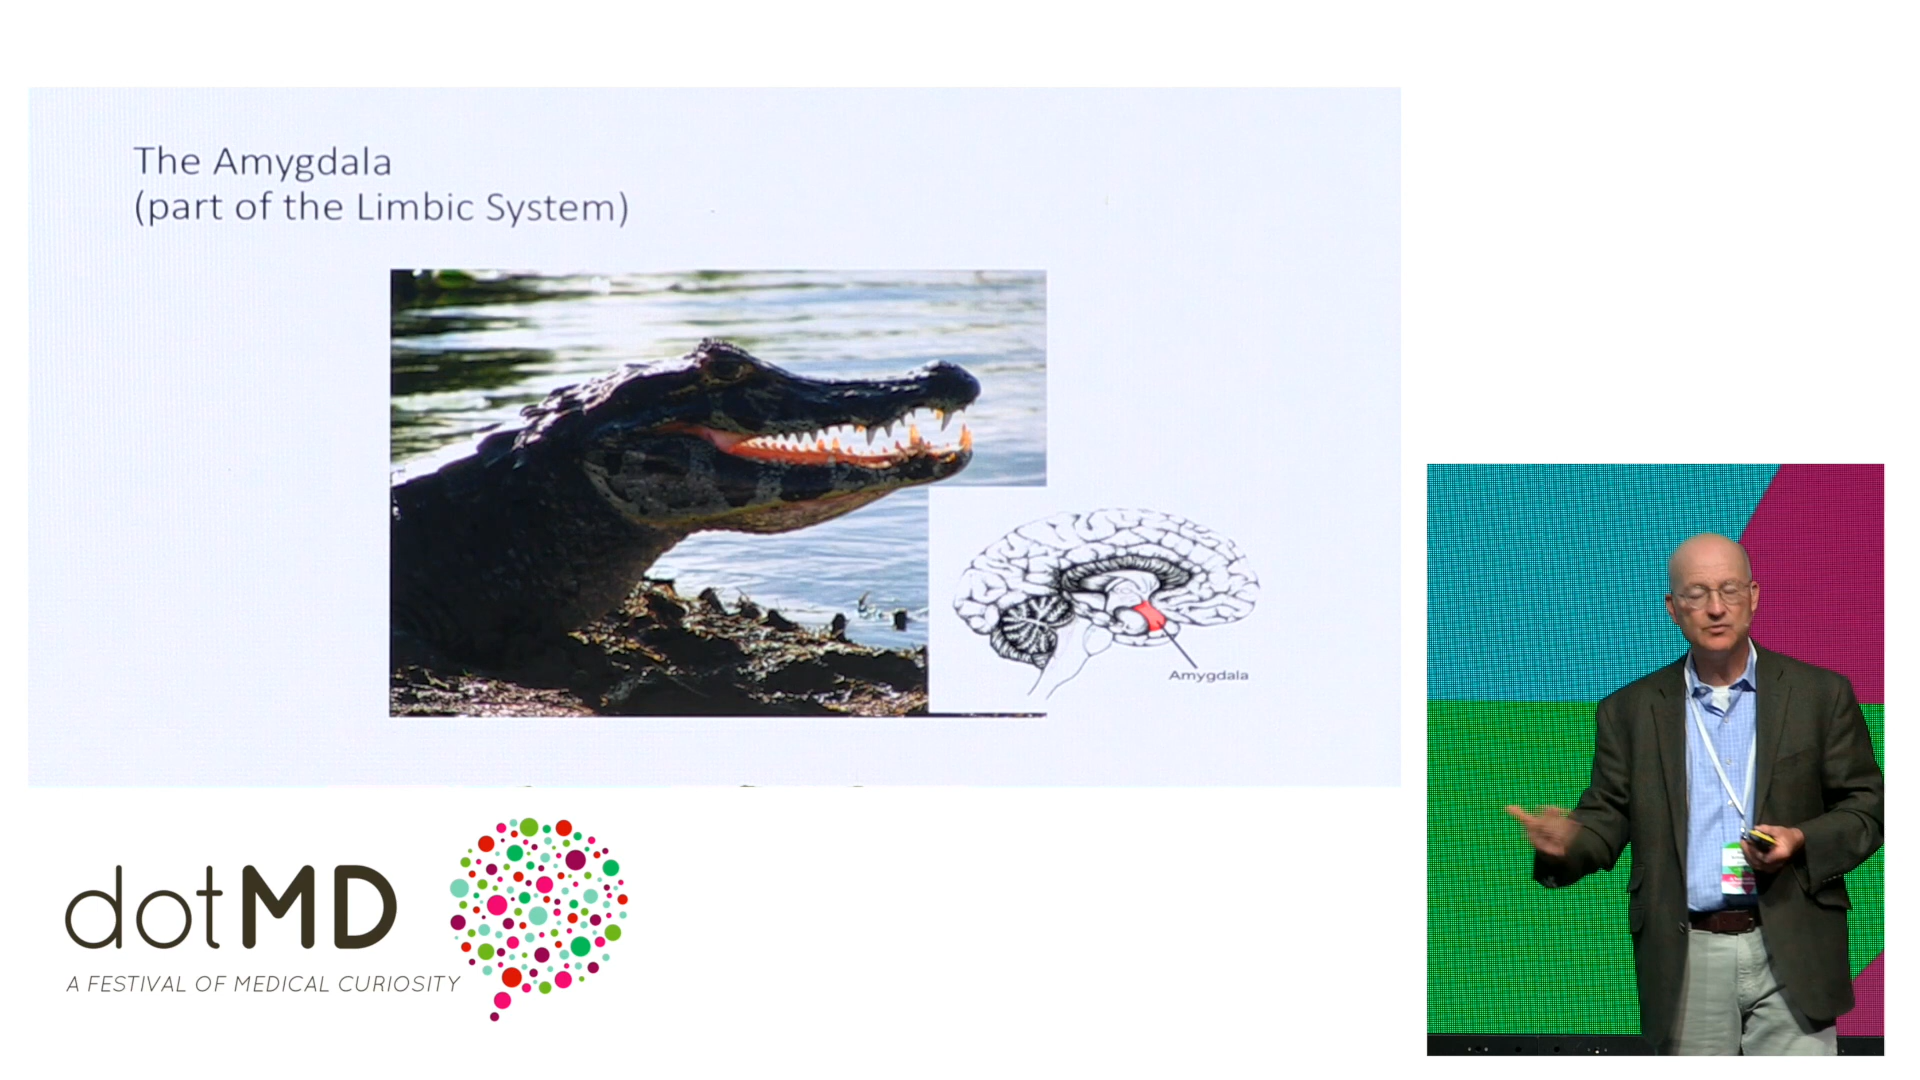 The Amygdala
(part of the Limbic System)
Amygdala
dotMD
A FESTIVAL OF MEDICAL CURIOSITY